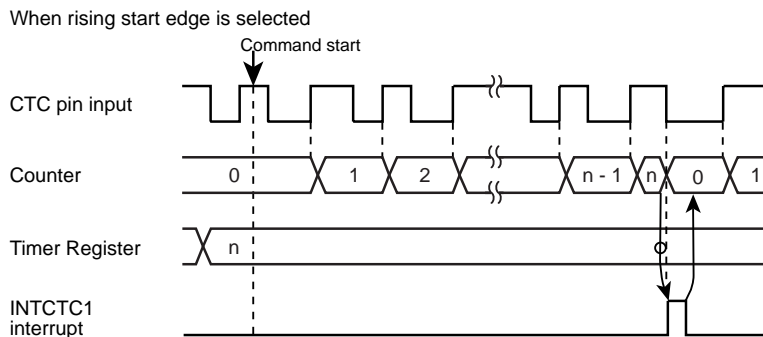 When rising start edge is selected
Command start
CTC pin input
Counter
0 1 2 n - 1 n 0 1
Timer Register
n
INTCTC1
interrupt